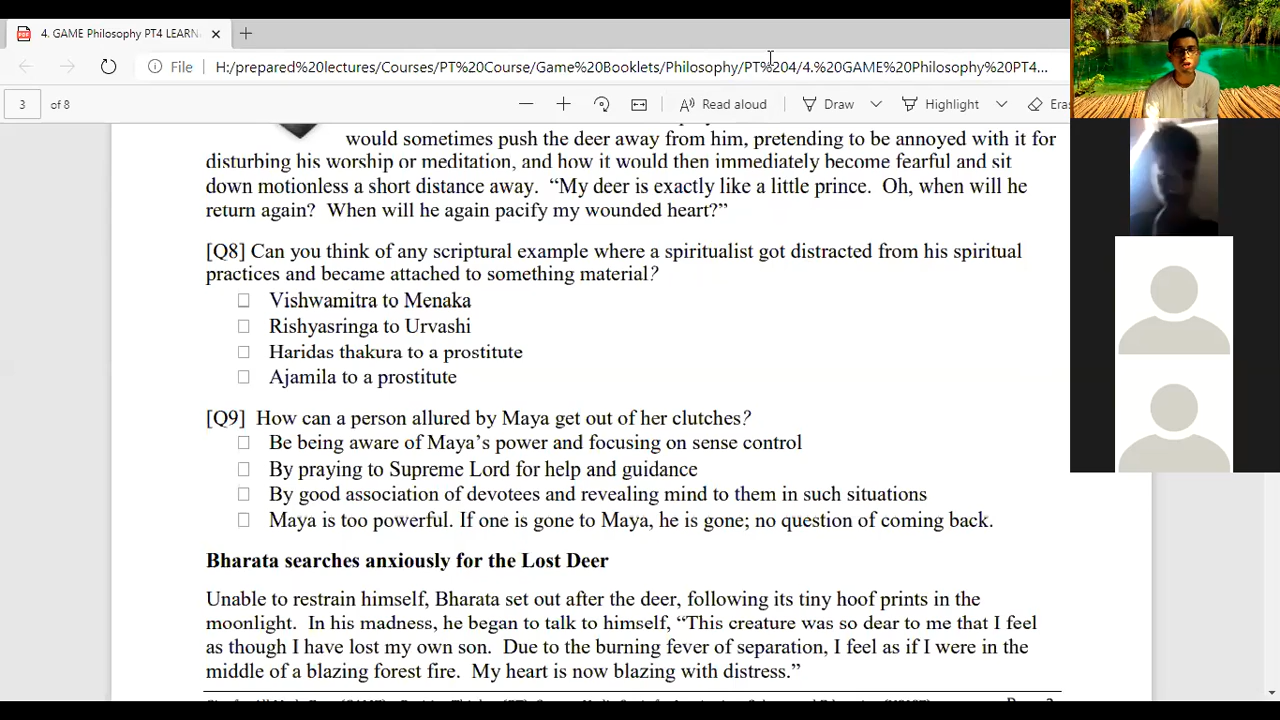 4. GAME Philosophy PT4 LEARN
File
H:/prepared%20lectures/Courses/PT%20Course/Game%20Booklets/Philosophy/PT%204/4.%20GAME%20Philosophy%20PT4...
3 of 8
Read aloud
Draw
Highlight
Eras
would sometimes push the deer away from him, pretending to be annoyed with it for
disturbing his worship or meditation, and how it would then immediately become fearful and sit
down motionless a short distance away. “My deer is exactly like a little prince. Oh, when will he
return again? When will he again pacify my wounded heart?”
[Q8] Can you think of any scriptural example where a spiritualist got distracted from his spiritual
practices and became attached to something material?
Vishwamitra to Menaka
Rishyasringa to Urvashi
Haridas thakura to a prostitute
Ajamila to a prostitute
[Q9] How can a person allured by Maya get out of her clutches?
Be being aware of Maya’s power and focusing on sense control
By praying to Supreme Lord for help and guidance
By good association of devotees and revealing mind to them in such situations
Maya is too powerful. If one is gone to Maya, he is gone; no question of coming back.
Bharata searches anxiously for the Lost Deer
Unable to restrain himself, Bharata set out after the deer, following its tiny hoof prints in the
moonlight. In his madness, he began to talk to himself, “This creature was so dear to me that I feel
as though I have lost my own son. Due to the burning fever of separation, I feel as if I were in the
middle of a blazing forest fire. My heart is now blazing with distress.”